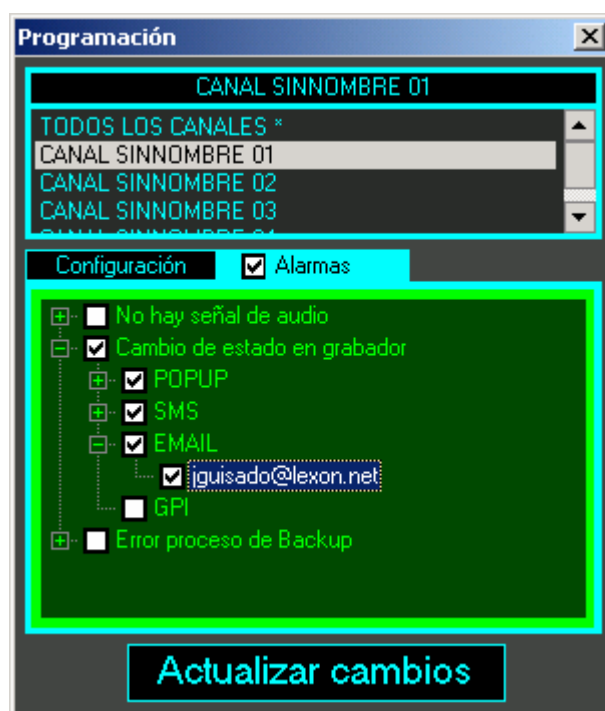 Programación
CANAL SINNOMBRE 01
TODOS LOS CANALES *
CANAL SINNOMBRE 01
CANAL SINNOMBRE 02
CANAL SINNOMBRE 03
Configuración Alarmas
No hay señal de audio
Cambio de estado en grabador
POPUP
SMS
EMAIL
jguisado@lexon.net
GPI
Error proceso de Backup
Actualizar cambios